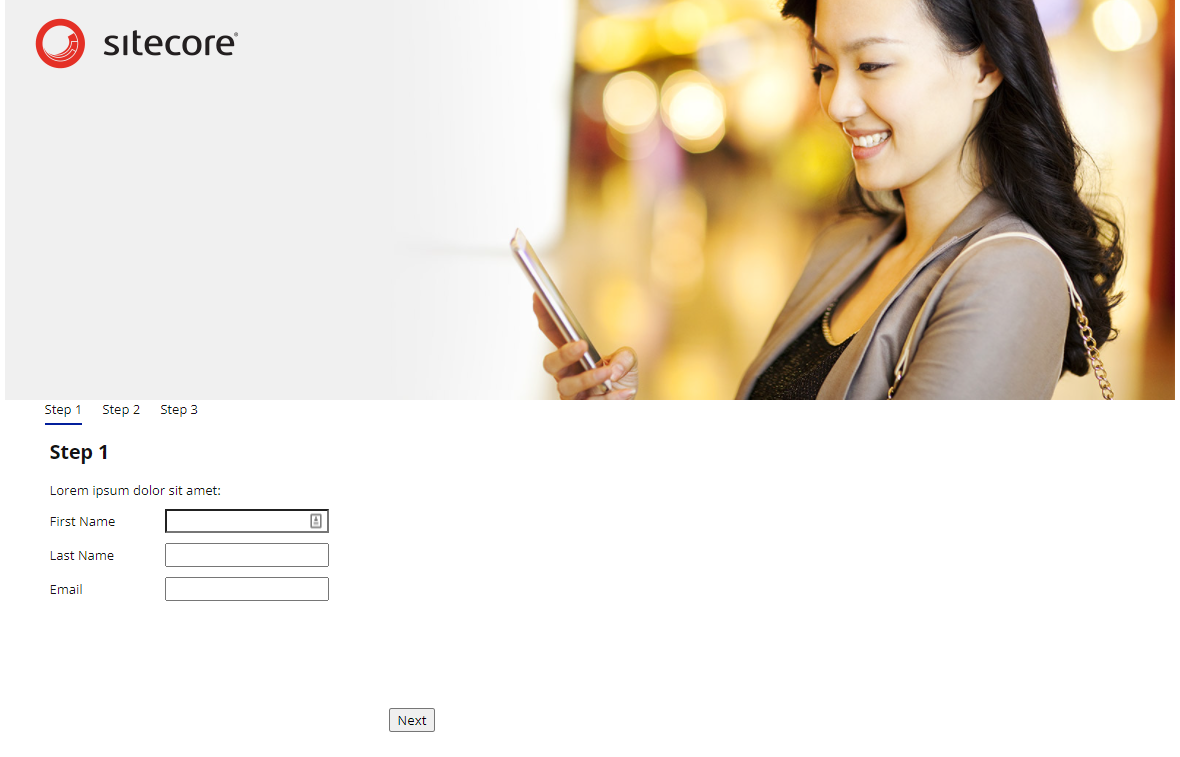 sitecore®
Step 1 Step 2 Step 3
Step 1
Lorem ipsum dolor sit amet:
First Name
Last Name
Email
Next